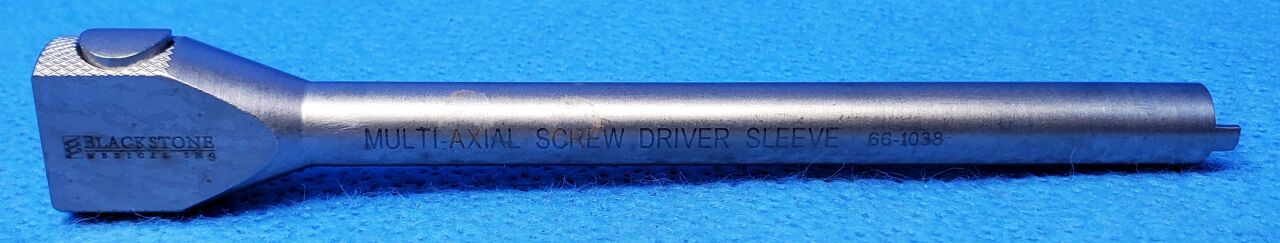 BLACKSTONE
MEDICAL INC
MULTI-AXIAL SCREW DRIVER SLEEVE 66-1038